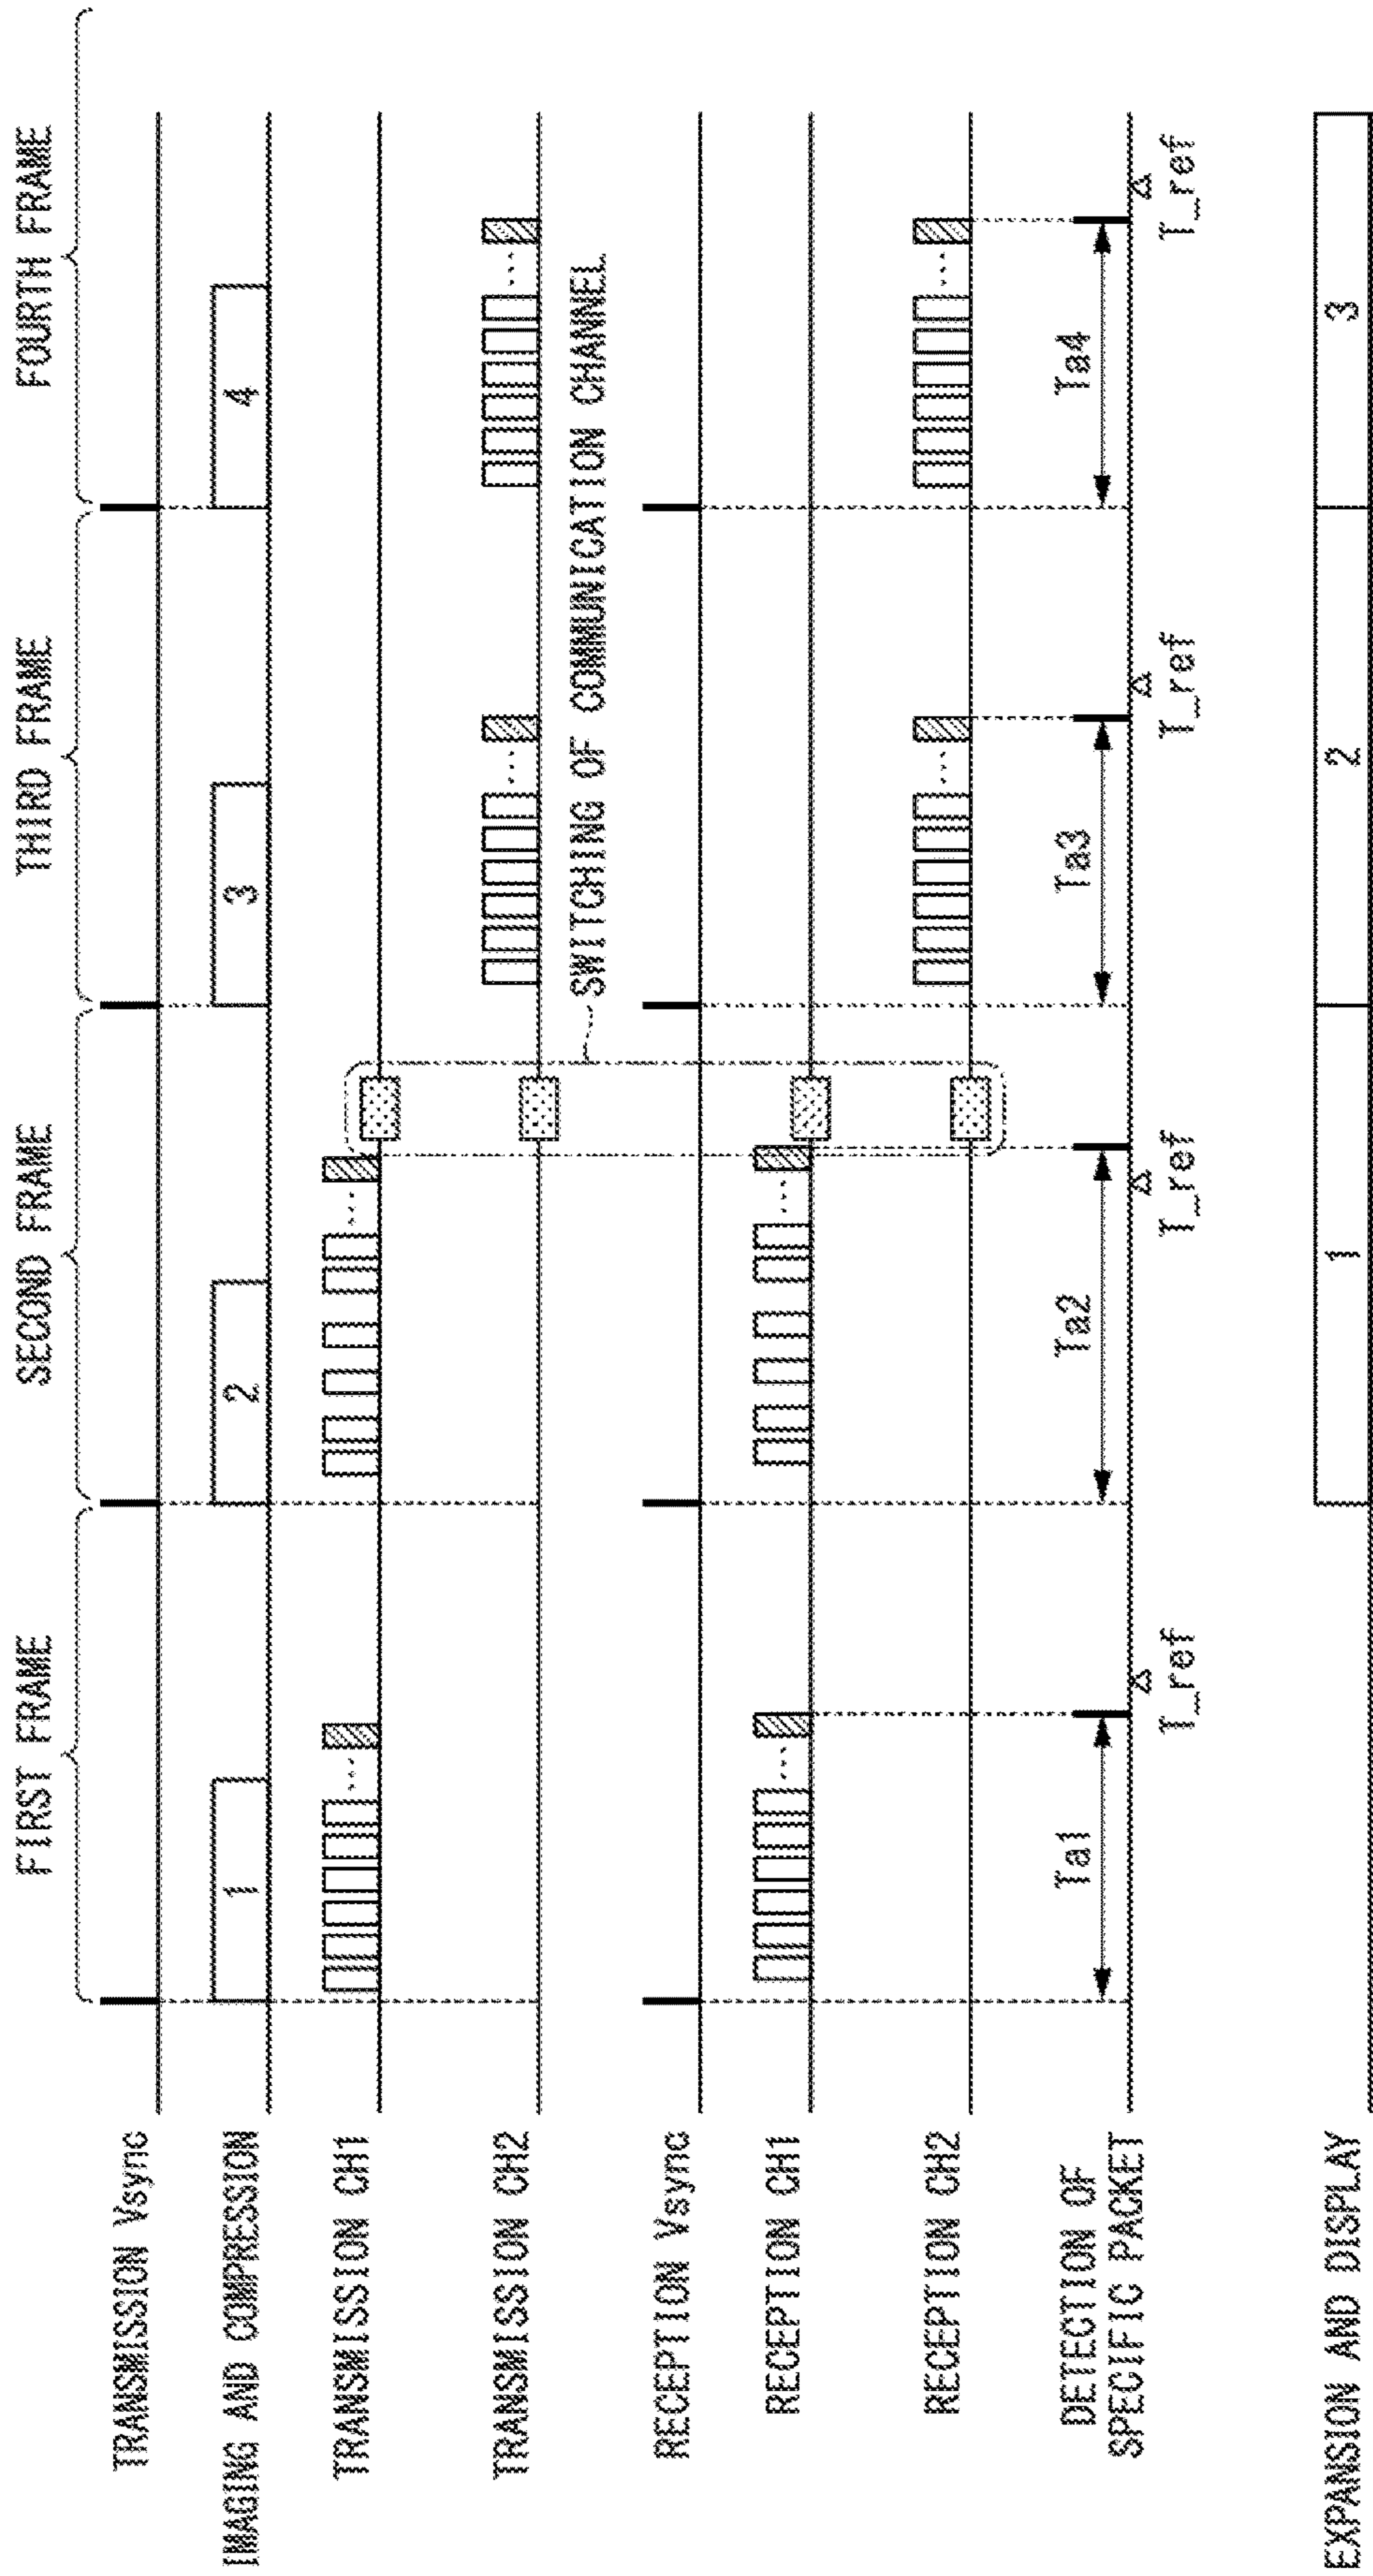 FIRST FRAME
SECOND FRAME
THIRD FRAME
FOURTH FRAME
TRANSMISSION Vsync
IMAGING AND COMPRESSION
1
2
3
4
TRANSMISSION CH1
...
...
TRANSMISSION CH2
...
...
SWITCHING OF COMMUNICATION CHANNEL
RECEPTION Vsync
RECEPTION CH1
...
...
RECEPTION CH2
...
...
DETECTION OF
SPECIFIC PACKET
Ta1
Ta2
Ta3
Ta4
T_ref
T_ref
T_ref
T_ref
EXPANSION AND DISPLAY
1
2
3